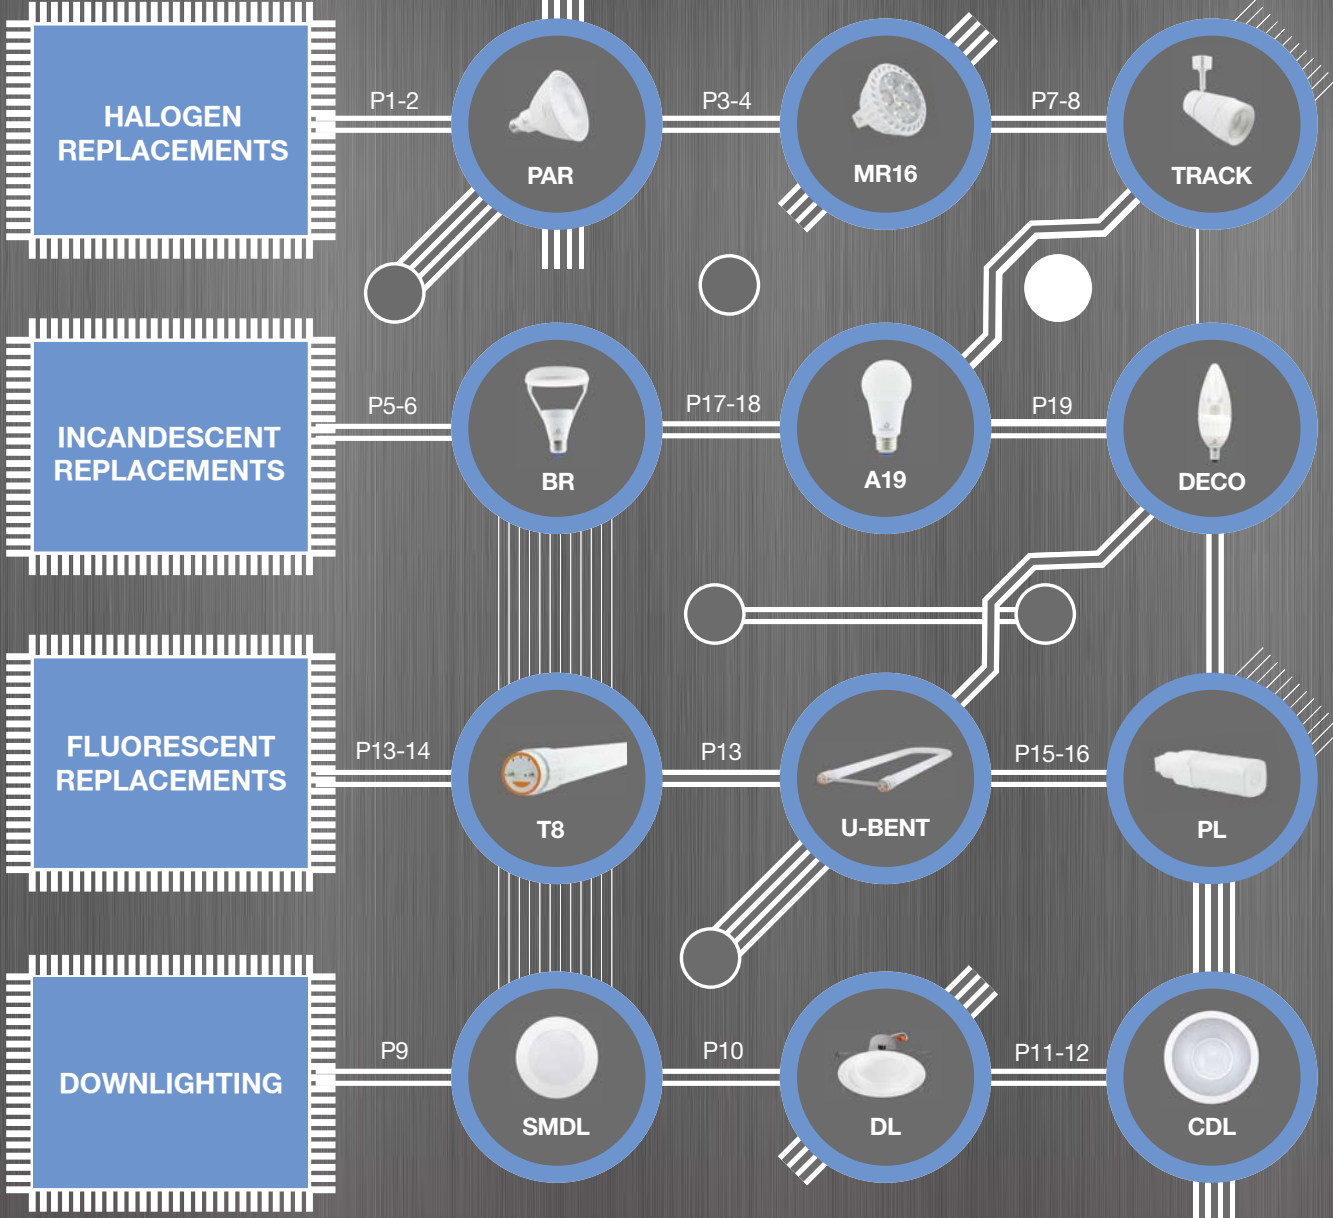 HALOGEN
REPLACEMENTS
P1-2
PAR
P3-4
MR16
P7-8
TRACK
INCANDESCENT
REPLACEMENTS
P5-6
BR
P17-18
A19
P19
DECO
FLUORESCENT
REPLACEMENTS
P13-14
T8
P13
U-BENT
P15-16
PL
DOWNLIGHTING
P9
SMDL
P10
DL
P11-12
CDL